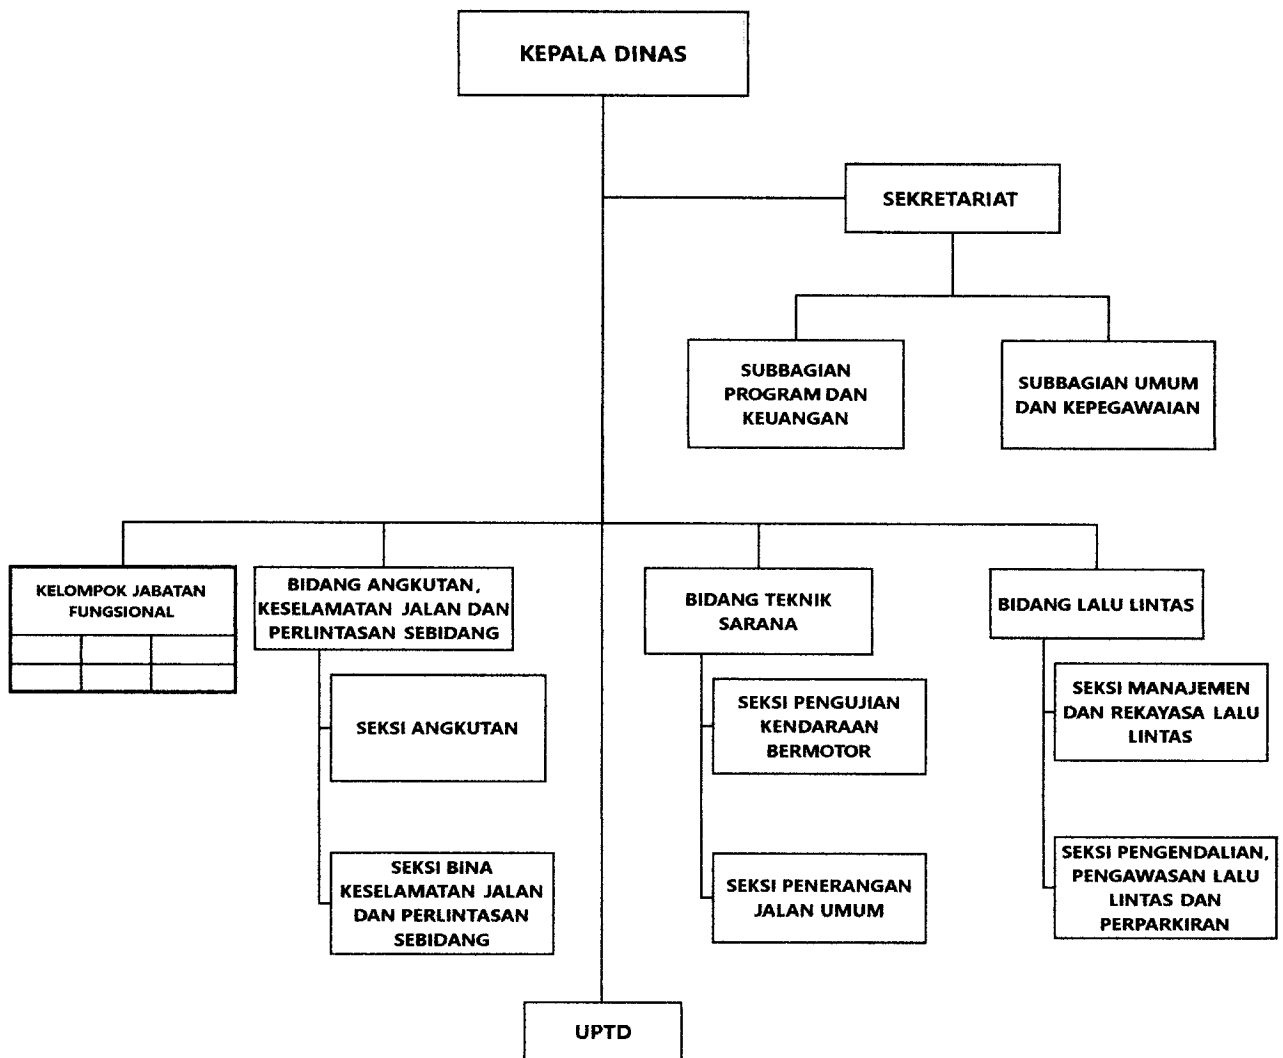 KEPALA DINAS
SEKRETARIAT
SUBBAGIAN
PROGRAM DAN
KEUANGAN
SUBBAGIAN UMUM
DAN KEPEGAWAIAN
KELOMPOK JABATAN
FUNGSIONAL
BIDANG ANGKUTAN,
KESELAMATAN JALAN DAN
PERLINTASAN SEBIDANG
SEKSI ANGKUTAN
SEKSI BINA
KESELAMATAN JALAN
DAN PERLINTASAN
SEBIDANG
BIDANG TEKNIK
SARANA
SEKSI PENGUJIAN
KENDARAAN
BERMOTOR
SEKSI PENERANGAN
JALAN UMUM
BIDANG LALU LINTAS
SEKSI MANAJEMEN
DAN REKAYASA LALU
LINTAS
SEKSI PENGENDALIAN,
PENGAWASAN LALU
LINTAS DAN
PERPARKIRAN
UPTD